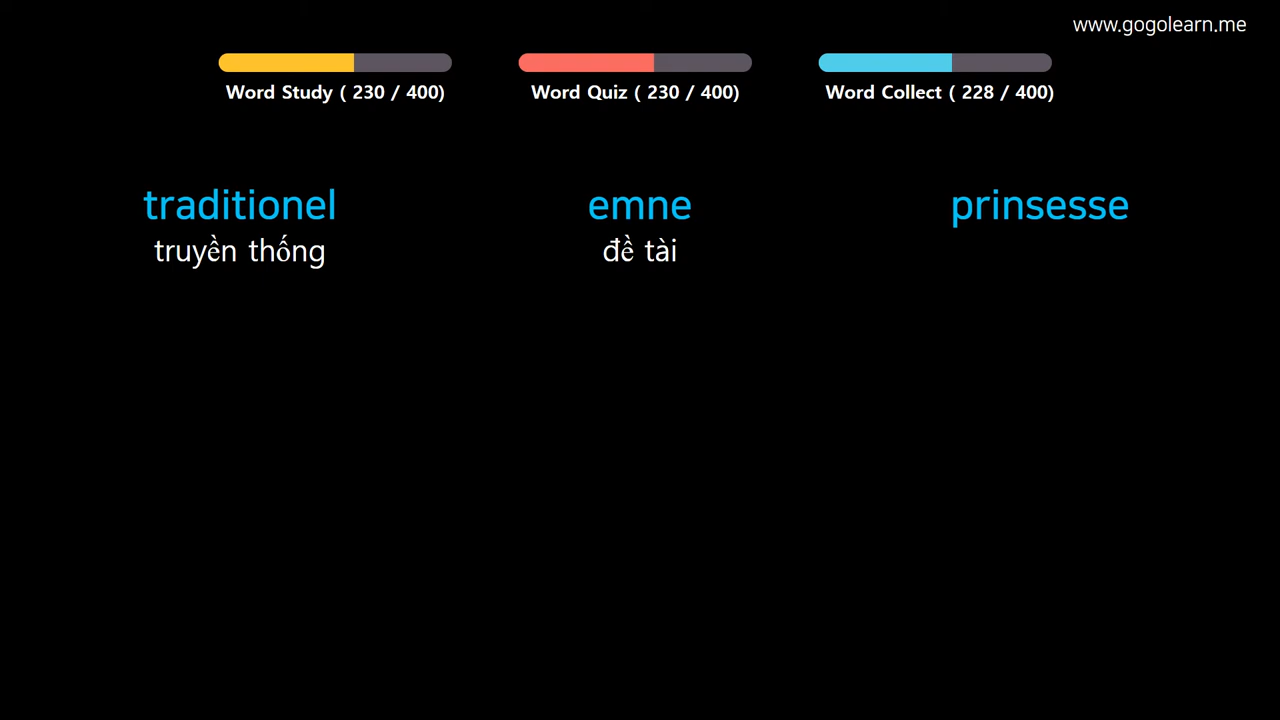 www.gogolearn.me
Word Study ( 230 / 400)
Word Quiz ( 230 / 400)
Word Collect ( 228 / 400)
traditionel
truyền thống
emne
đề tài
prinsesse